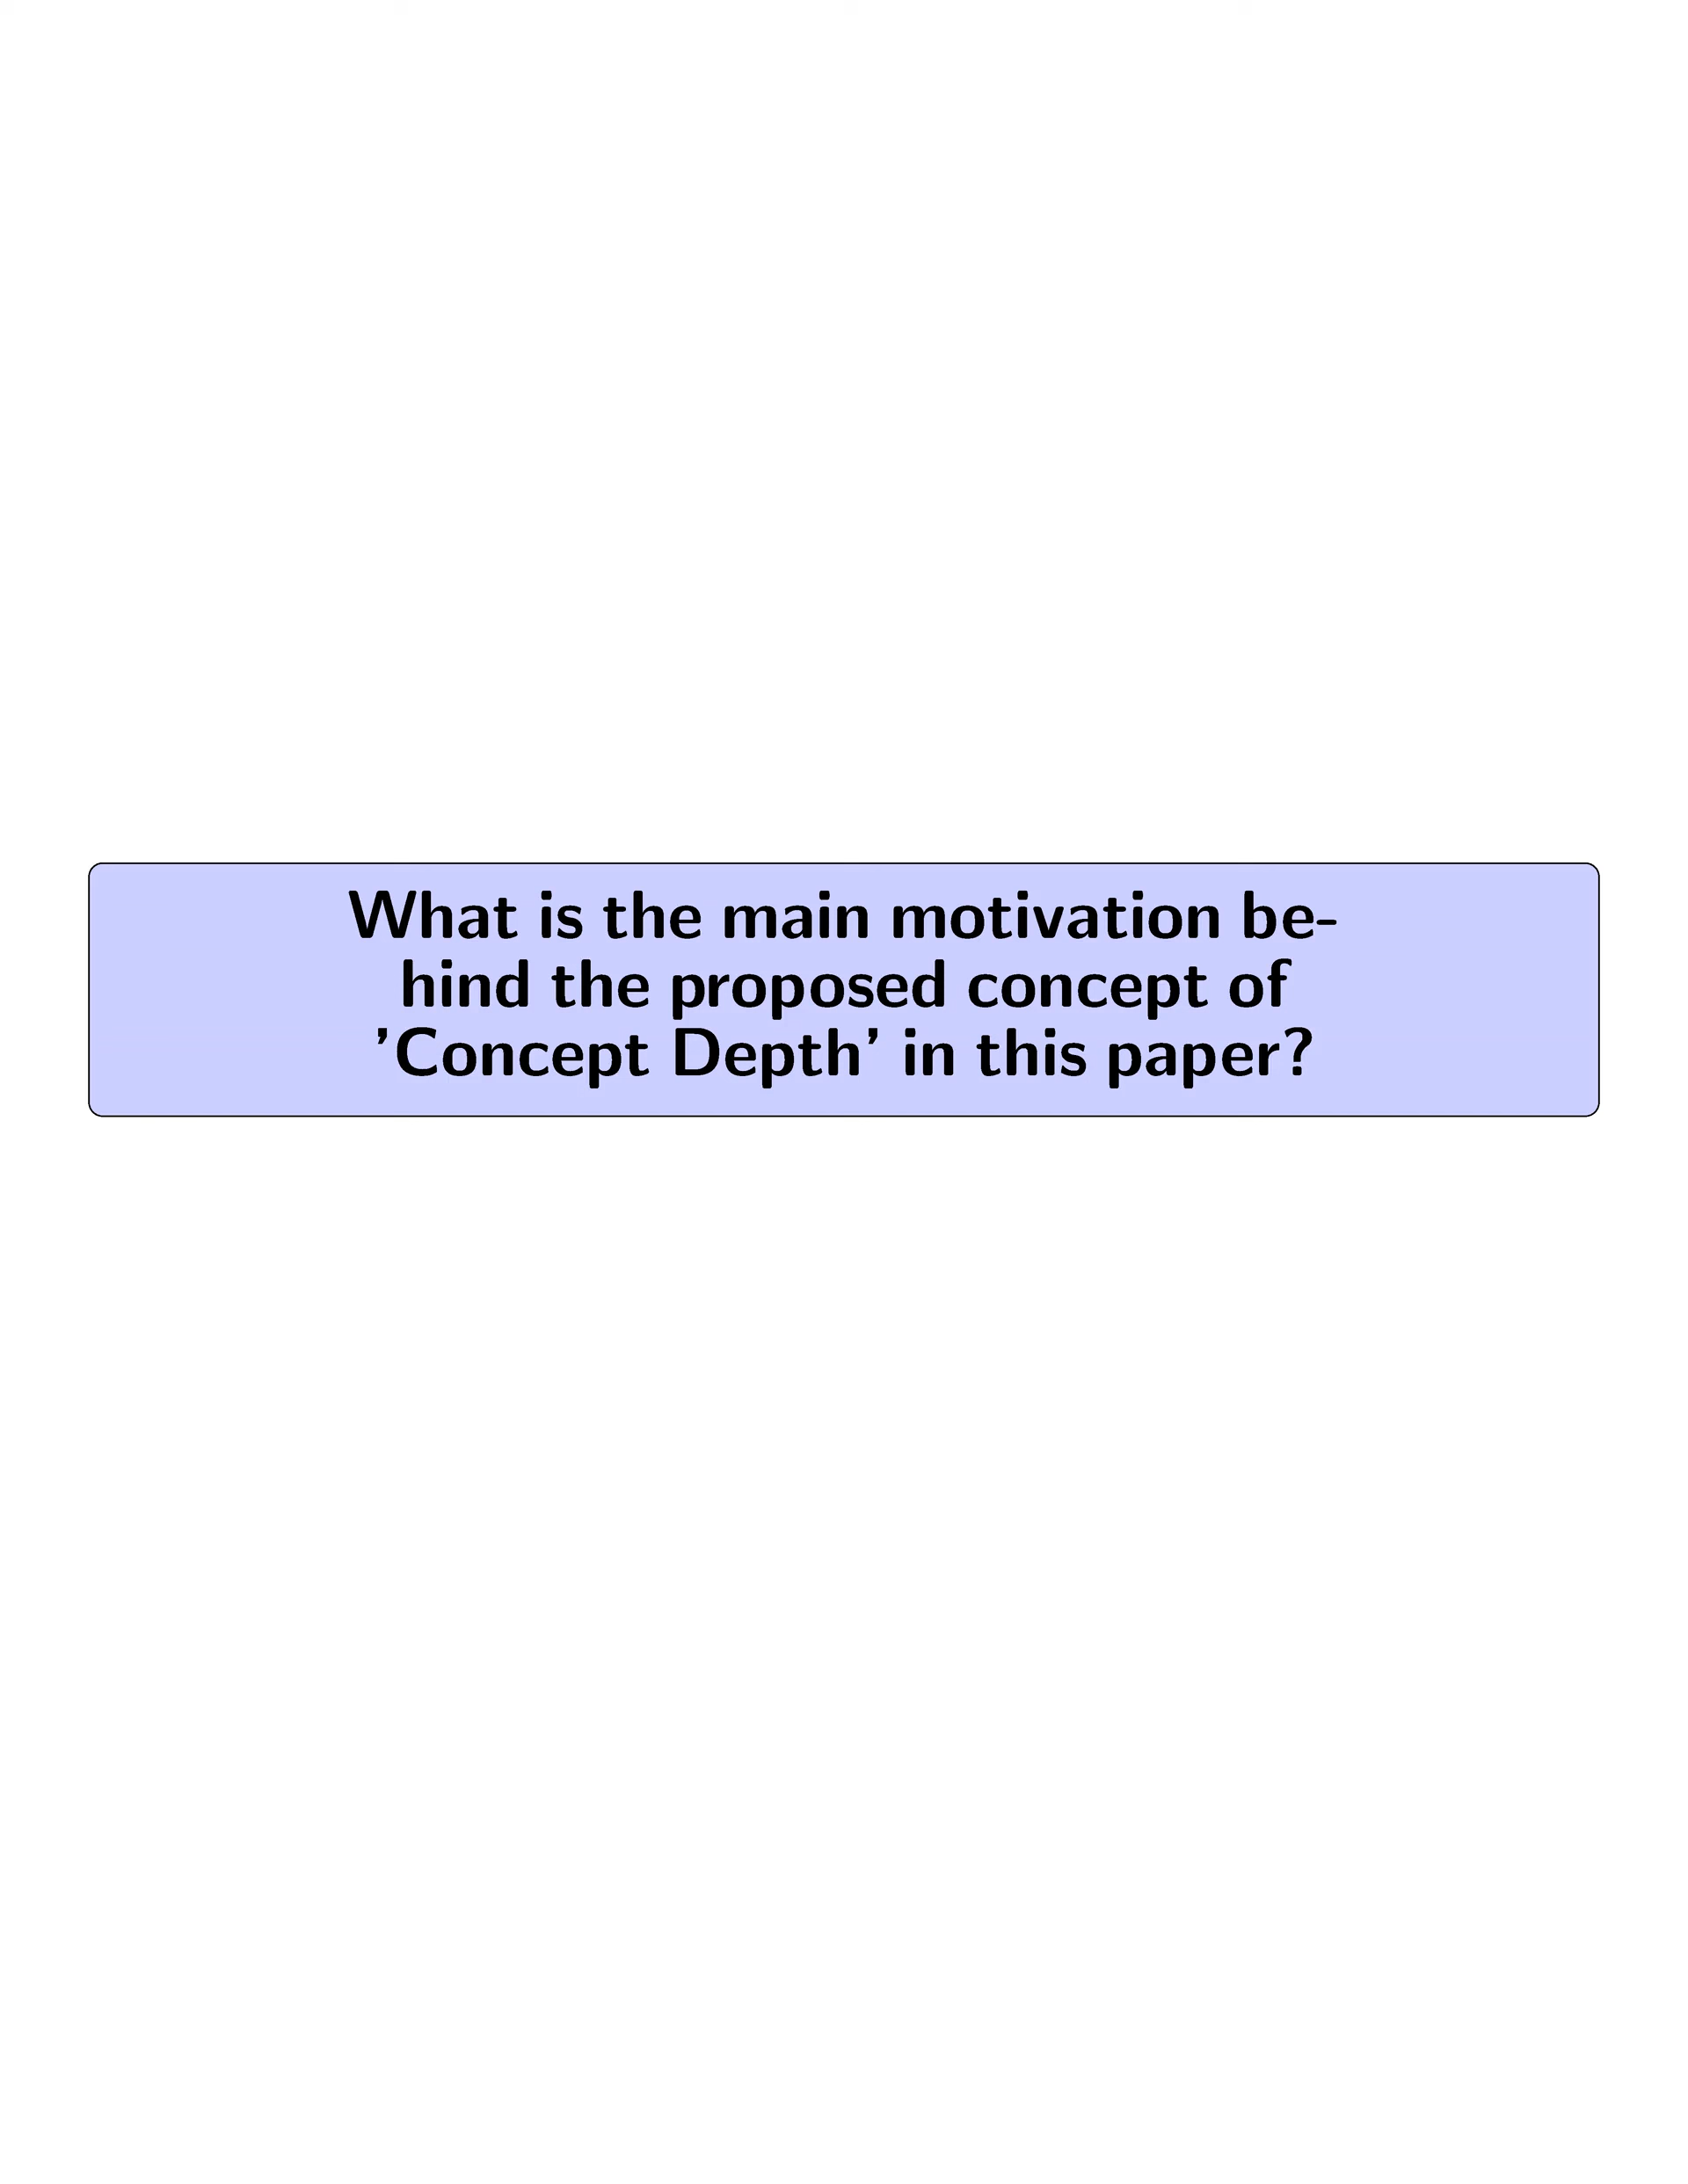 What is the main motivation be-
hind the proposed concept of
'Concept Depth' in this paper?